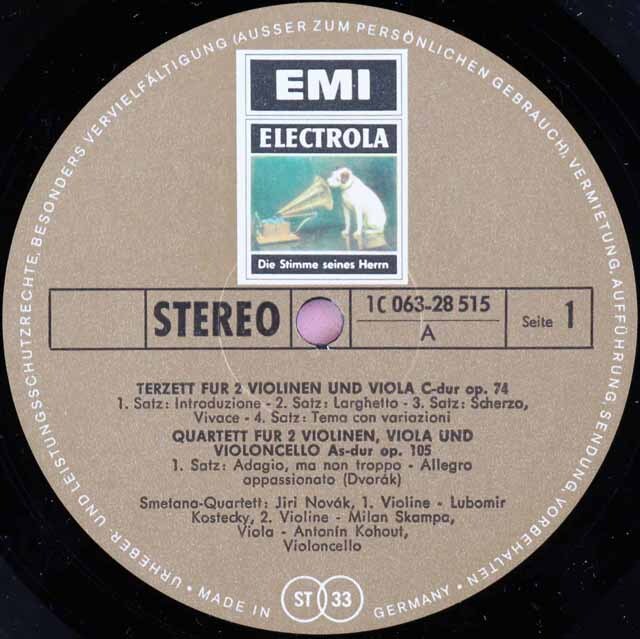 URHEBER- UND LEISTUNGSSCHUTZRECHTE, BESONDERS VERVIELFÄLTIGUNG (AUSSER ZUM PERSÖNLICHEN GEBRAUCH), VERMIETUNG, AUFFÜHRUNG, SENDUNG, VORBEHALTEN
EMI
ELECTROLA
Die Stimme seines Herrn
STEREO
1C 063-28 515
A
Seite 1
TERZETT FUR 2 VIOLINEN UND VIOLA C-dur op. 74
1. Satz: Introduzione - 2. Satz: Larghetto - 3. Satz: Scherzo,
Vivace - 4. Satz: Tema con variazioni
QUARTETT FUR 2 VIOLINEN, VIOLA UND
VIOLONCELLO As-dur op. 105
1. Satz: Adagio, ma non troppo - Allegro
appassionato (Dvorák)
Smetana-Quartett: Jiri Novák, 1. Violine - Lubomir
Kostecky, 2. Violine - Milan Skampa,
Viola - Antonín Kohout,
Violoncello
• MADE IN GERMANY •
ST 33